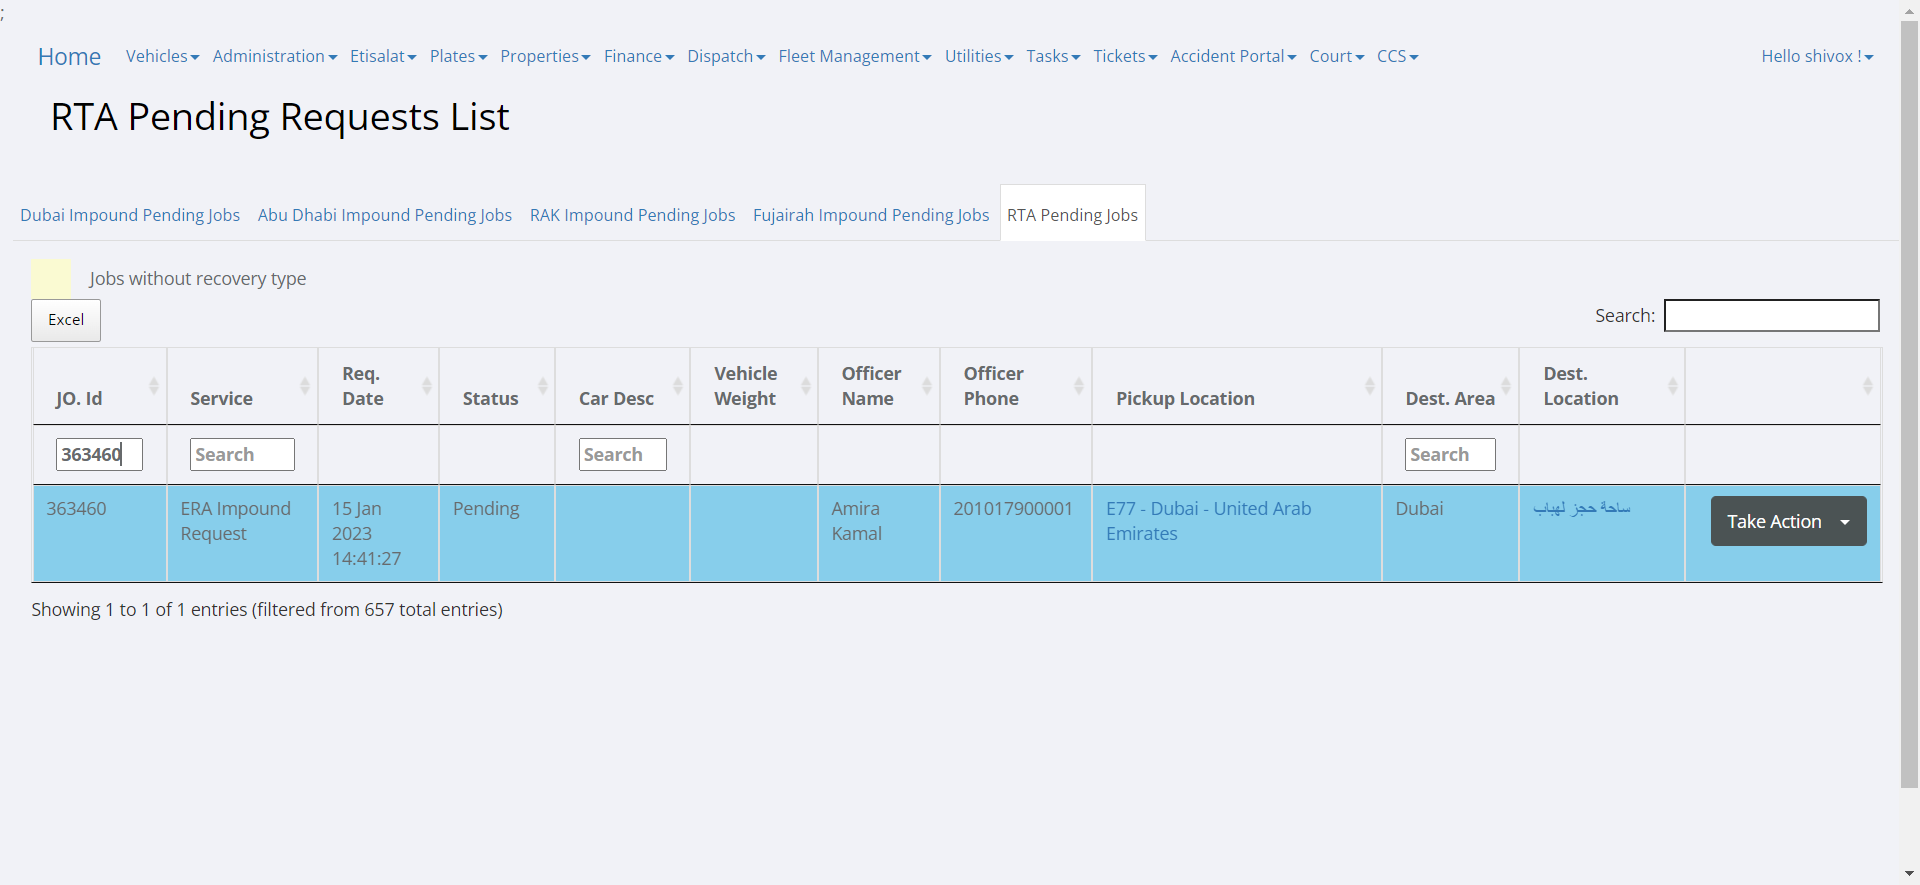 ;
Home Vehicles Administration Etisalat Plates Properties Finance Dispatch Fleet Management Utilities Tasks Tickets Accident Portal Court CCS Hello shivox !
RTA Pending Requests List
Dubai Impound Pending Jobs Abu Dhabi Impound Pending Jobs RAK Impound Pending Jobs Fujairah Impound Pending Jobs RTA Pending Jobs
Jobs without recovery type
Excel
Search:
JO. Id
Service
Req.
Date
Status
Car Desc
Vehicle
Weight
Officer
Name
Officer
Phone
Pickup Location
Dest. Area
Dest.
Location
363460 Search Search Search
363460
ERA Impound
Request
15 Jan
2023
14:41:27
Pending
Amira
Kamal
201017900001
E77 - Dubai - United Arab
Emirates
Dubai
ساحة حجز لهباب
Take Action
Showing 1 to 1 of 1 entries (filtered from 657 total entries)